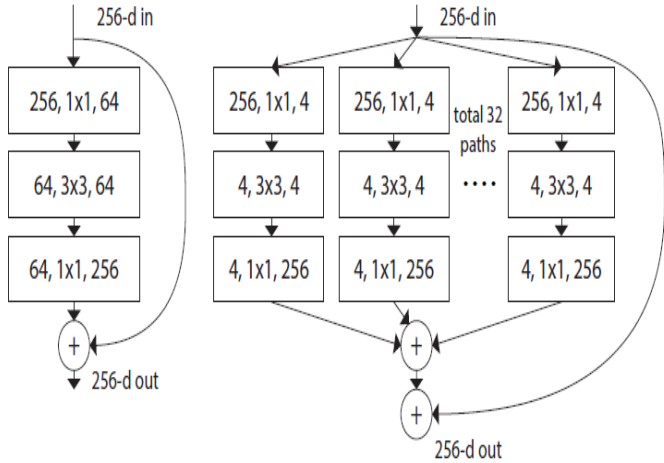 256-d in
256, 1x1, 64
64, 3x3, 64
64, 1x1, 256
+
256-d out
256-d in
256, 1x1, 4
256, 1x1, 4
256, 1x1, 4
total 32
paths
4, 3x3, 4
4, 3x3, 4
....
4, 3x3, 4
4, 1x1, 256
4, 1x1, 256
4, 1x1, 256
+
+
256-d out